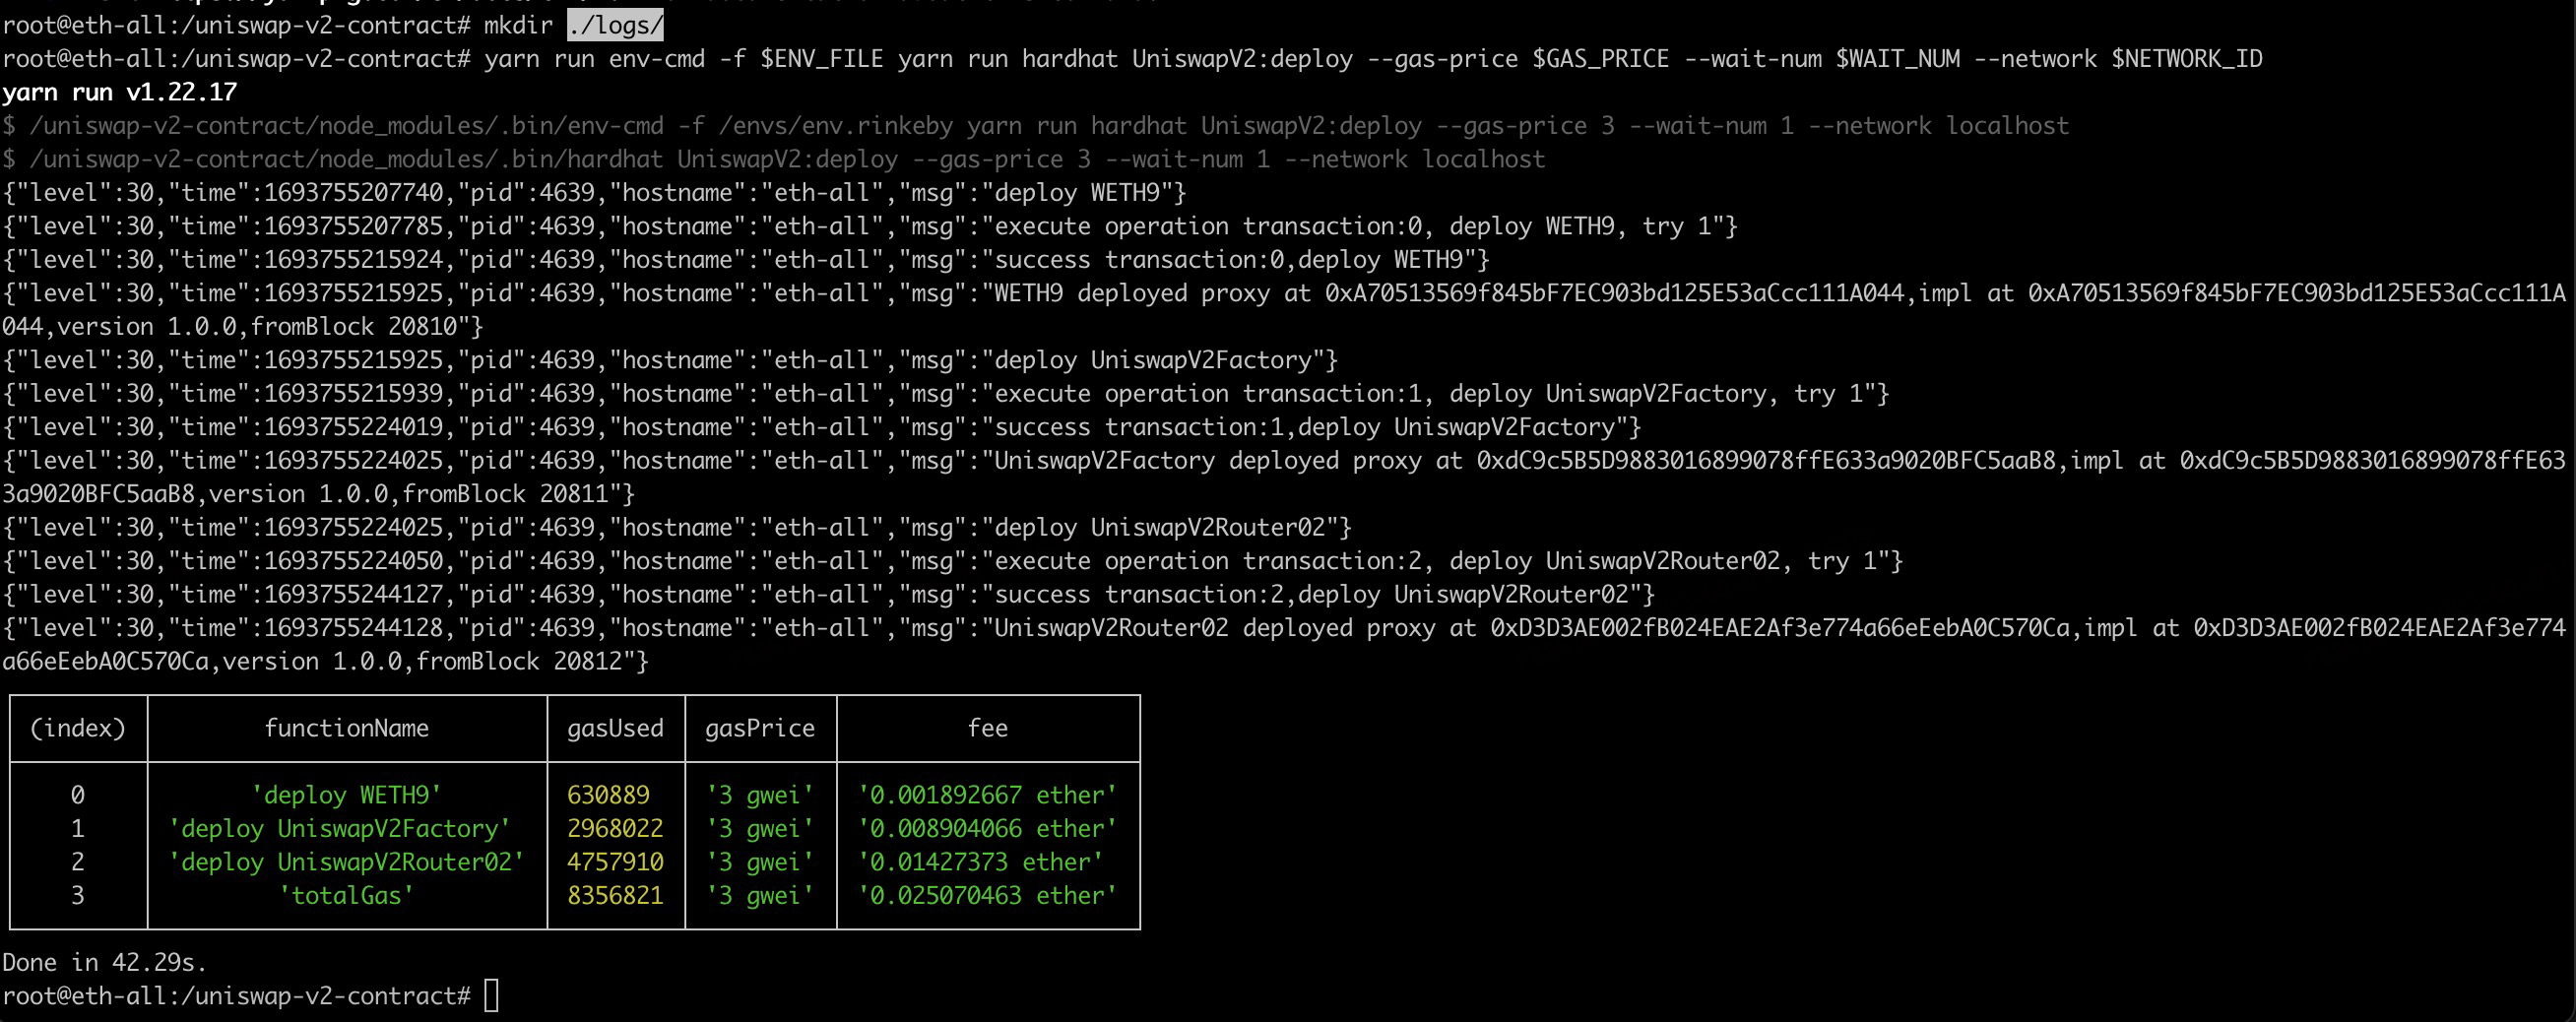 root@eth-all:/uniswap-v2-contract# mkdir ./logs/
root@eth-all:/uniswap-v2-contract# yarn run env-cmd -f $ENV_FILE yarn run hardhat UniswapV2:deploy --gas-price $GAS_PRICE --wait-num $WAIT_NUM --network $NETWORK_ID
yarn run v1.22.17
$ /uniswap-v2-contract/node_modules/.bin/env-cmd -f /envs/env.rinkeby yarn run hardhat UniswapV2:deploy --gas-price 3 --wait-num 1 --network localhost
$ /uniswap-v2-contract/node_modules/.bin/hardhat UniswapV2:deploy --gas-price 3 --wait-num 1 --network localhost
{"level":30,"time":1693755207740,"pid":4639,"hostname":"eth-all","msg":"deploy WETH9"}
{"level":30,"time":1693755207785,"pid":4639,"hostname":"eth-all","msg":"execute operation transaction:0, deploy WETH9, try 1"}
{"level":30,"time":1693755215924,"pid":4639,"hostname":"eth-all","msg":"success transaction:0,deploy WETH9"}
{"level":30,"time":1693755215925,"pid":4639,"hostname":"eth-all","msg":"WETH9 deployed proxy at 0xA70513569f845bF7EC903bd125E53aCcc111A044,impl at 0xA70513569f845bF7EC903bd125E53aCcc111A
044,version 1.0.0,fromBlock 20810"}
{"level":30,"time":1693755215925,"pid":4639,"hostname":"eth-all","msg":"deploy UniswapV2Factory"}
{"level":30,"time":1693755215939,"pid":4639,"hostname":"eth-all","msg":"execute operation transaction:1, deploy UniswapV2Factory, try 1"}
{"level":30,"time":1693755224019,"pid":4639,"hostname":"eth-all","msg":"success transaction:1,deploy UniswapV2Factory"}
{"level":30,"time":1693755224025,"pid":4639,"hostname":"eth-all","msg":"UniswapV2Factory deployed proxy at 0xdC9c5B5D9883016899078ffE633a9020BFC5aaB8,impl at 0xdC9c5B5D9883016899078ffE63
3a9020BFC5aaB8,version 1.0.0,fromBlock 20811"}
{"level":30,"time":1693755224025,"pid":4639,"hostname":"eth-all","msg":"deploy UniswapV2Router02"}
{"level":30,"time":1693755224050,"pid":4639,"hostname":"eth-all","msg":"execute operation transaction:2, deploy UniswapV2Router02, try 1"}
{"level":30,"time":1693755244127,"pid":4639,"hostname":"eth-all","msg":"success transaction:2,deploy UniswapV2Router02"}
{"level":30,"time":1693755244128,"pid":4639,"hostname":"eth-all","msg":"UniswapV2Router02 deployed proxy at 0xD3D3AE002fB024EAE2Af3e774a66eEebA0C570Ca,impl at 0xD3D3AE002fB024EAE2Af3e774
a66eEebA0C570Ca,version 1.0.0,fromBlock 20812"}
(index) functionName gasUsed gasPrice fee
0 'deploy WETH9' 630889 '3 gwei' '0.001892667 ether'
1 'deploy UniswapV2Factory' 2968022 '3 gwei' '0.008904066 ether'
2 'deploy UniswapV2Router02' 4757910 '3 gwei' '0.01427373 ether'
3 'totalGas' 8356821 '3 gwei' '0.025070463 ether'
Done in 42.29s.
root@eth-all:/uniswap-v2-contract#